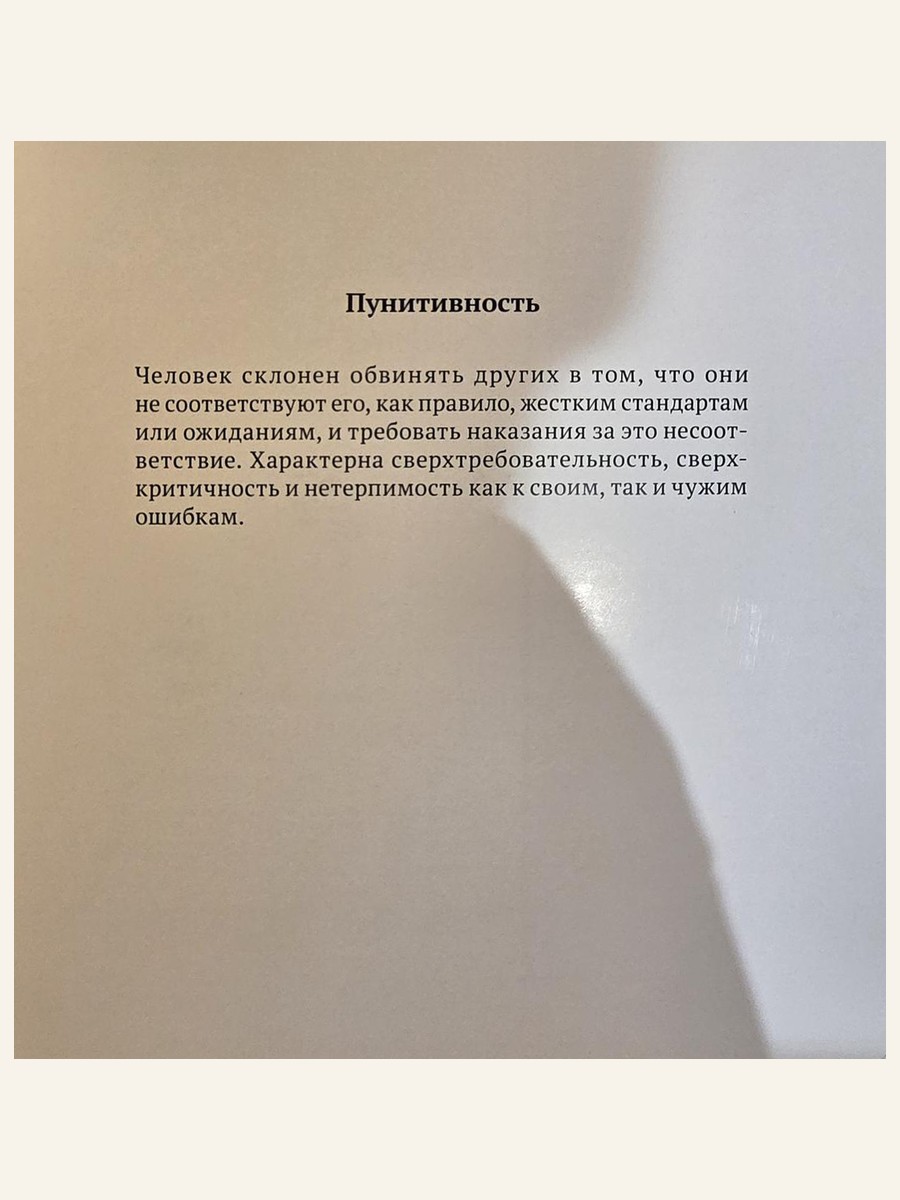 Пунитивность
Человек склонен обвинять других в том, что они
не соответствуют его, как правило, жестким стандартам
или ожиданиям, и требовать наказания за это несоот-
ветствие. Характерна сверхтребовательность, сверх-
критичность и нетерпимость как к своим, так и чужим
ошибкам.